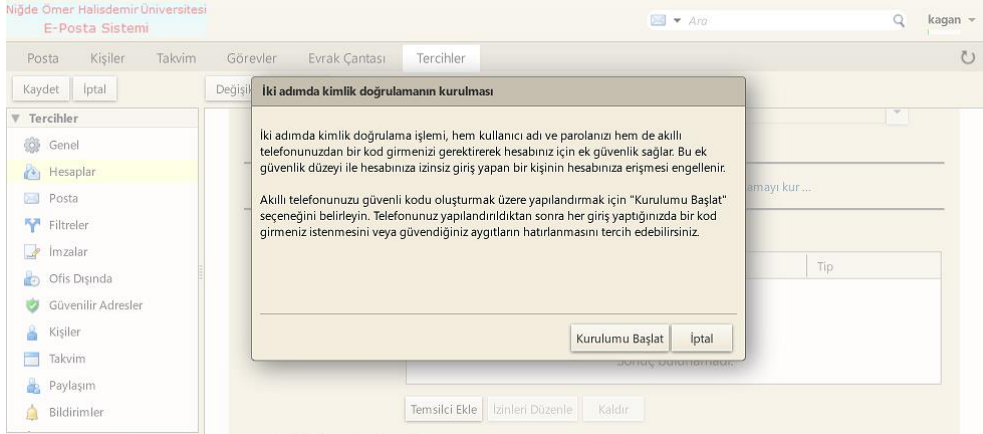 Niğde Ömer Halisdemir Üniversitesi
E-Posta Sistemi
Ara
kagan
Posta Kişiler Takvim Görevler Evrak Çantası Tercihler
Kaydet İptal
Tercihler
Genel
Hesaplar
Posta
Filtreler
İmzalar
Ofis Dışında
Güvenilir Adresler
Kişiler
Takvim
Paylaşım
Bildirimler
İki adımda kimlik doğrulamanın kurulması
İki adımda kimlik doğrulama işlemi, hem kullanıcı adı ve parolanızı hem de akıllı
telefonunuzdan bir kod girmenizi gerektirerek hesabınız için ek güvenlik sağlar. Bu ek
güvenlik düzeyi ile hesabınıza izinsiz giriş yapan bir kişinin hesabınıza erişmesi engellenir.
Akıllı telefonunuzu güvenli kodu oluşturmak üzere yapılandırmak için "Kurulumu Başlat"
seçeneğini belirleyin. Telefonunuz yapılandırıldıktan sonra her giriş yaptığınızda bir kod
girmeniz istenmesini veya güvendiğiniz aygıtların hatırlanmasını tercih edebilirsiniz.
Kurulumu Başlat İptal
kur ...
Tip
Sonuç bulunamadı.
Temsilci Ekle İzinleri Düzenle Kaldır